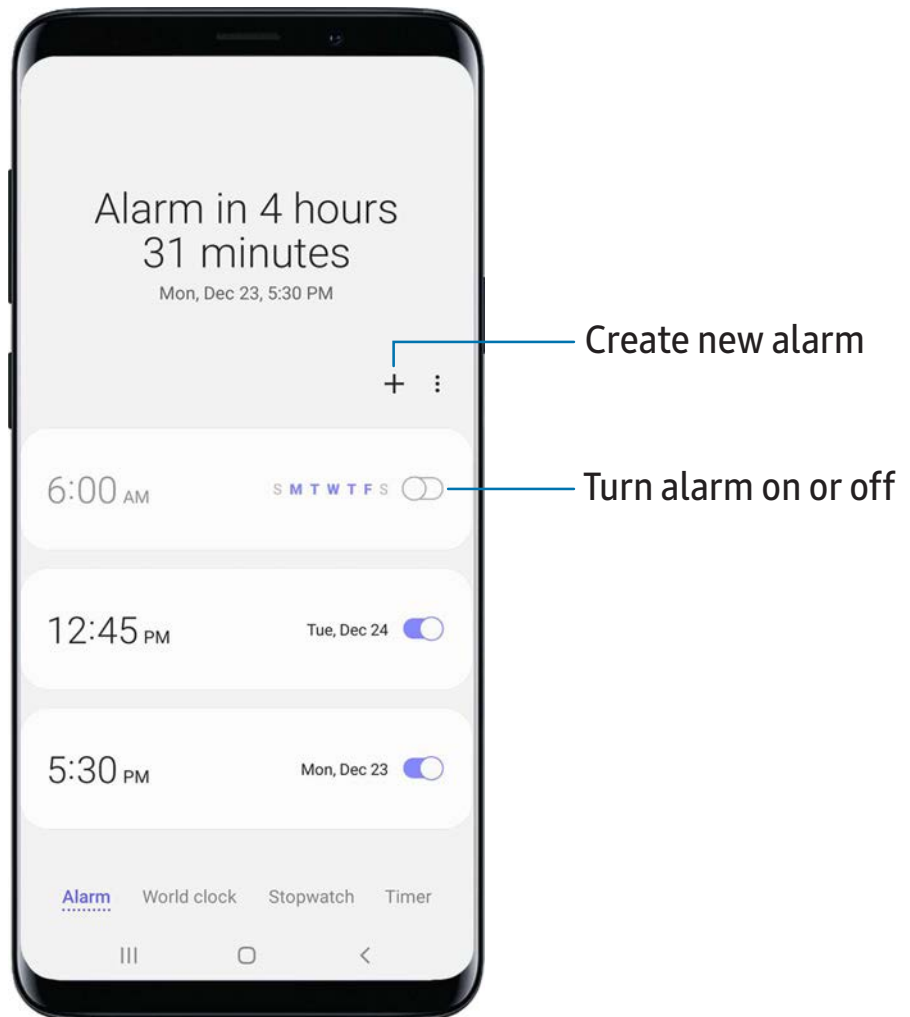 Alarm in 4 hours
31 minutes
Mon, Dec 23, 5:30 PM
Create new alarm
6:00 AM S M T W T F S
Turn alarm on or off
12:45 PM Tue, Dec 24
5:30 PM Mon, Dec 23
Alarm World clock Stopwatch Timer